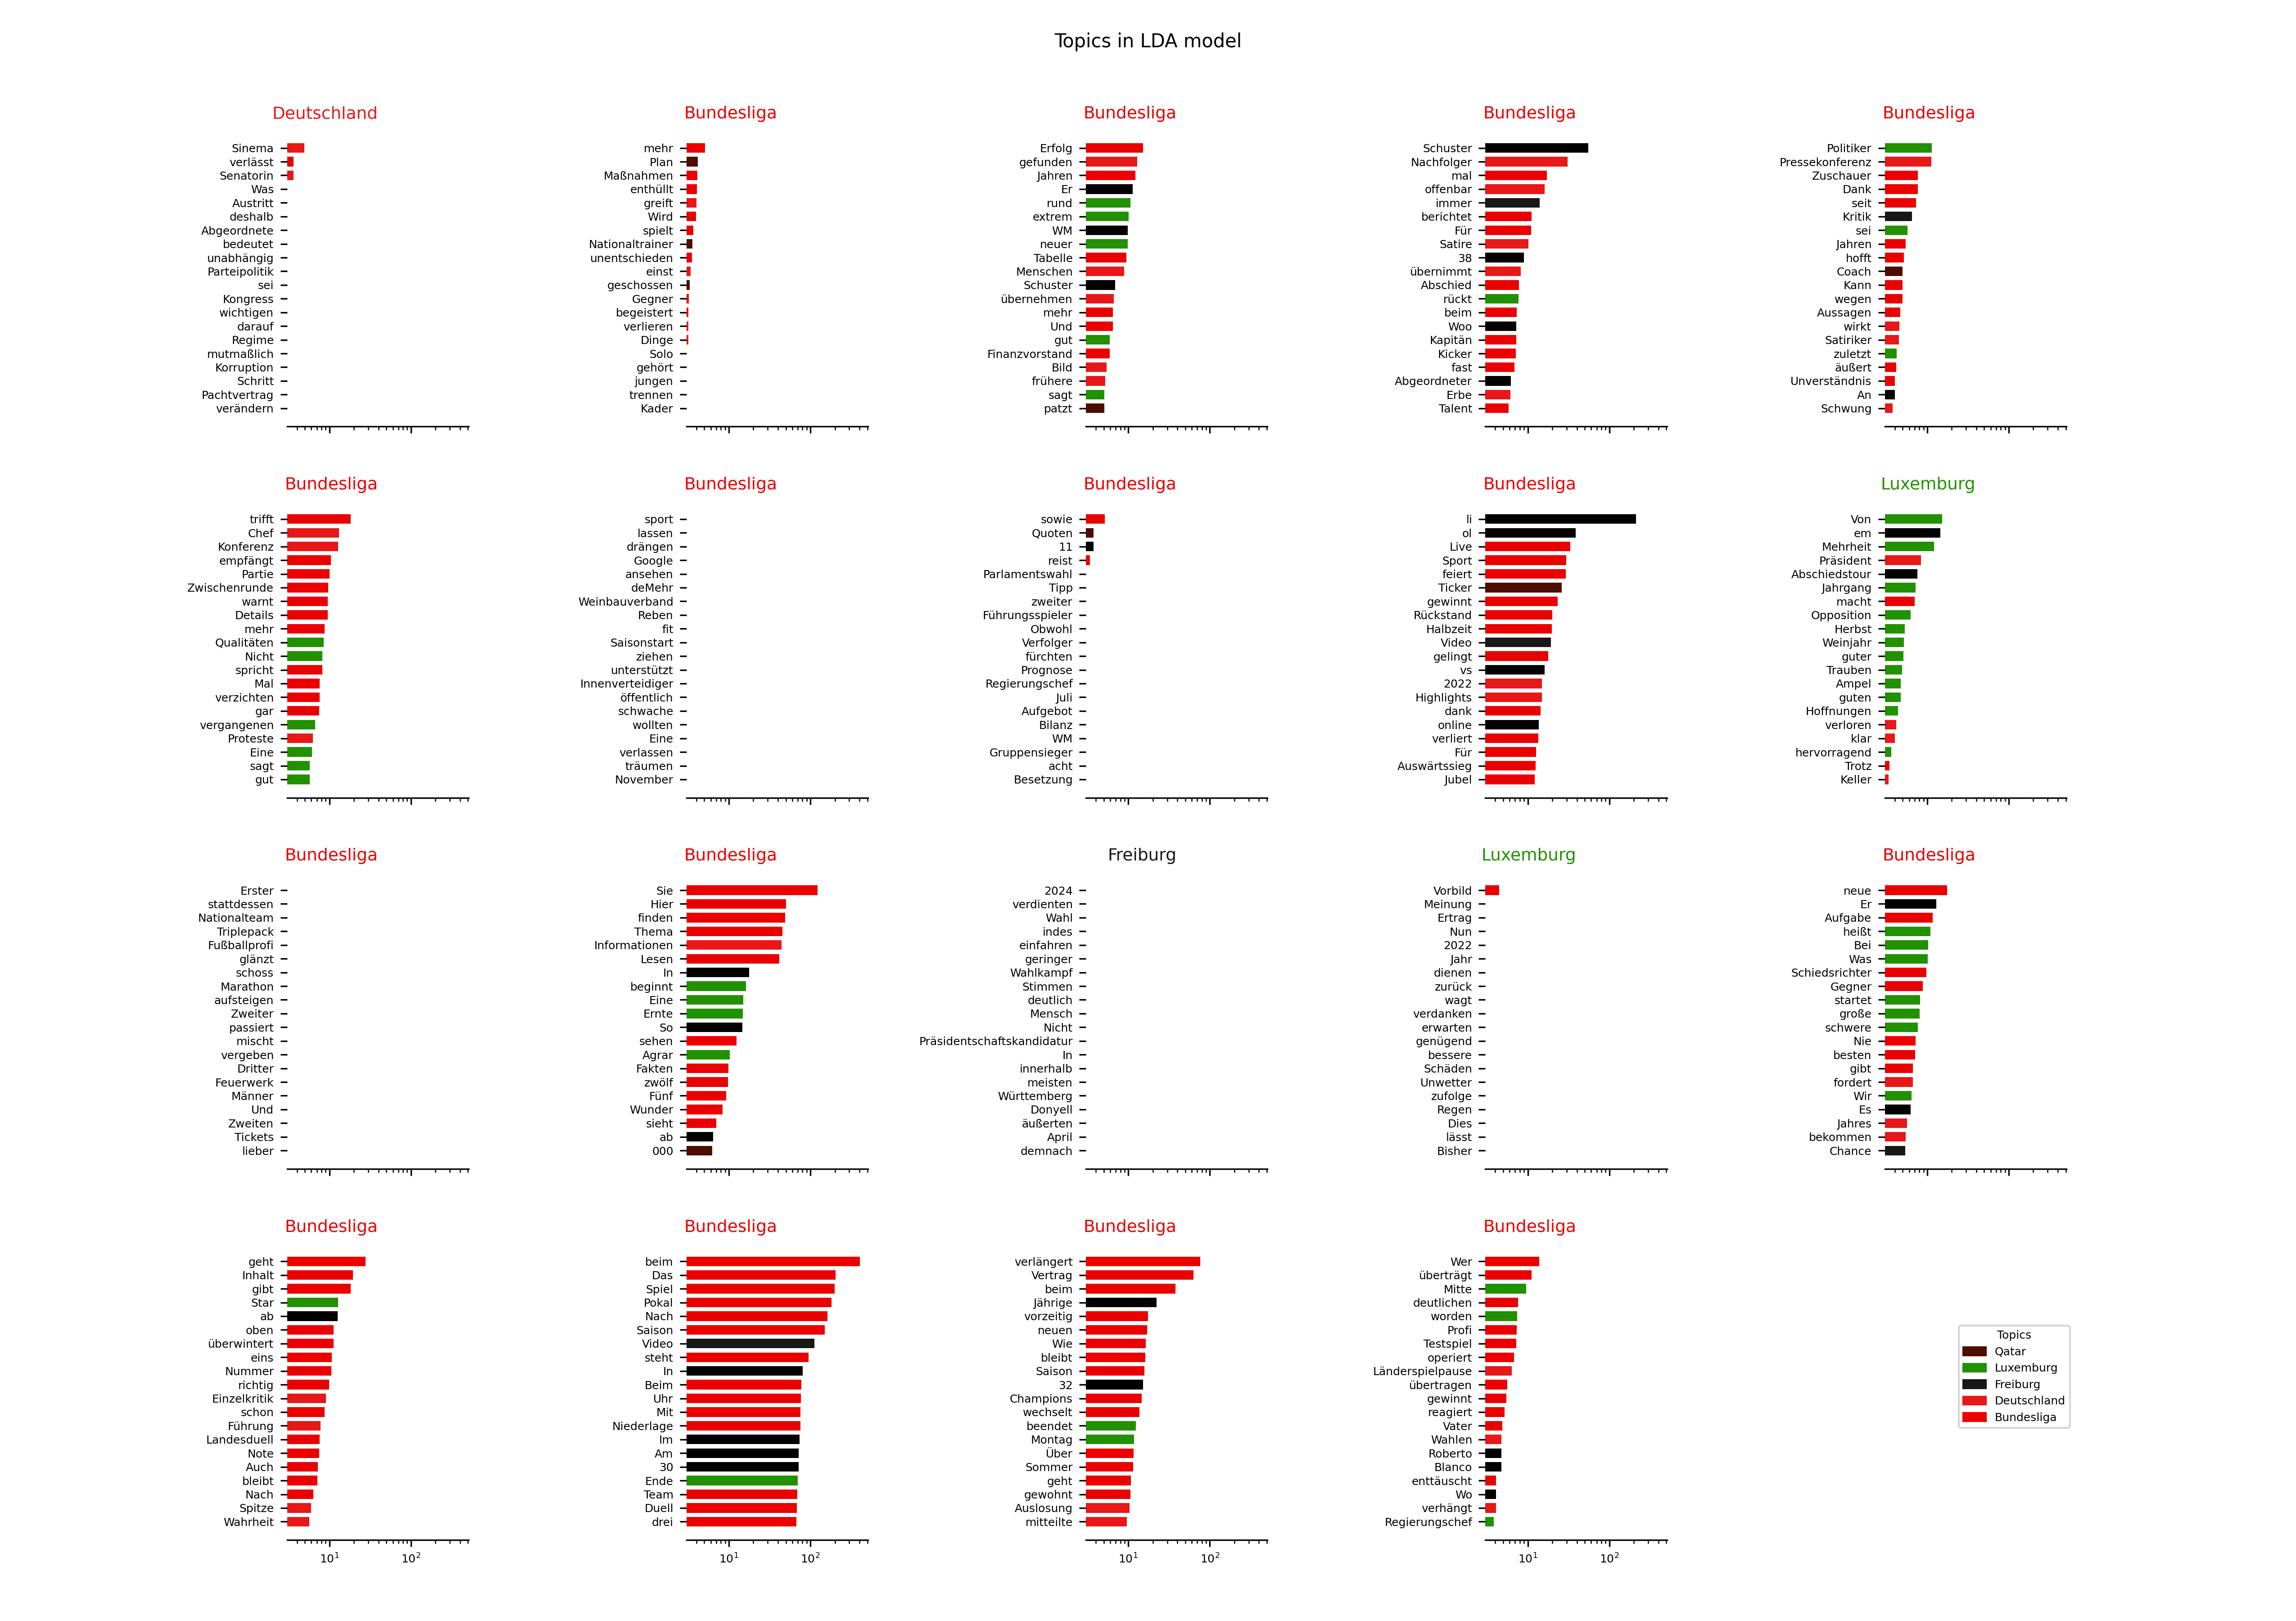 Topics in LDA model
Deutschland
Sinema
verlässt
Senatorin
Was
Austritt
deshalb
Abgeordnete
bedeutet
unabhängig
Parteipolitik
sei
Kongress
wichtigen
darauf
Regime
mutmaßlich
Korruption
Schritt
Pachtvertrag
verändern
Bundesliga
mehr
Plan
Maßnahmen
enthüllt
greift
Wird
spielt
Nationaltrainer
unentschieden
einst
geschossen
Gegner
begeistert
verlieren
Dinge
Solo
gehört
jungen
trennen
Kader
Bundesliga
Erfolg
gefunden
Jahren
Er
rund
extrem
WM
neuer
Tabelle
Menschen
Schuster
übernehmen
mehr
Und
gut
Finanzvorstand
Bild
frühere
sagt
patzt
Bundesliga
Schuster
Nachfolger
mal
offenbar
immer
berichtet
Für
Satire
38
übernimmt
Abschied
rückt
beim
Woo
Kapitän
Kicker
fast
Abgeordneter
Erbe
Talent
Bundesliga
Politiker
Pressekonferenz
Zuschauer
Dank
seit
Kritik
sei
Jahren
hofft
Coach
Kann
wegen
Aussagen
wirkt
Satiriker
zuletzt
äußert
Unverständnis
An
Schwung
Bundesliga
trifft
Chef
Konferenz
empfängt
Partie
Zwischenrunde
warnt
Details
mehr
Qualitäten
Nicht
spricht
Mal
verzichten
gar
vergangenen
Proteste
Eine
sagt
gut
Bundesliga
sport
lassen
drängen
Google
ansehen
deMehr
Weinbauverband
Reben
fit
Saisonstart
ziehen
unterstützt
Innenverteidiger
öffentlich
schwache
wollten
Eine
verlassen
träumen
November
Bundesliga
sowie
Quoten
11
reist
Parlamentswahl
Tipp
zweiter
Führungsspieler
Obwohl
Verfolger
fürchten
Prognose
Regierungschef
Juli
Aufgebot
Bilanz
WM
Gruppensieger
acht
Besetzung
Bundesliga
li
ol
Live
Sport
feiert
Ticker
gewinnt
Rückstand
Halbzeit
Video
gelingt
vs
2022
Highlights
dank
online
verliert
Für
Auswärtssieg
Jubel
Luxemburg
Von
em
Mehrheit
Präsident
Abschiedstour
Jahrgang
macht
Opposition
Herbst
Weinjahr
guter
Trauben
Ampel
guten
Hoffnungen
verloren
klar
hervorragend
Trotz
Keller
Bundesliga
Erster
stattdessen
Nationalteam
Triplepack
Fußballprofi
glänzt
schoss
Marathon
aufsteigen
Zweiter
passiert
mischt
vergeben
Dritter
Feuerwerk
Männer
Und
Zweiten
Tickets
lieber
Bundesliga
Sie
Hier
finden
Thema
Informationen
Lesen
In
beginnt
Eine
Ernte
So
sehen
Agrar
Fakten
zwölf
Fünf
Wunder
sieht
ab
000
Freiburg
2024
verdienten
Wahl
indes
einfahren
geringer
Wahlkampf
Stimmen
deutlich
Mensch
Nicht
Präsidentschaftskandidatur
In
innerhalb
meisten
Württemberg
Donyell
äußerten
April
demnach
Luxemburg
Vorbild
Meinung
Ertrag
Nun
2022
Jahr
dienen
zurück
wagt
verdanken
erwarten
genügend
bessere
Schäden
Unwetter
zufolge
Regen
Dies
lässt
Bisher
Bundesliga
neue
Er
Aufgabe
heißt
Bei
Was
Schiedsrichter
Gegner
startet
große
schwere
Nie
besten
gibt
fordert
Wir
Es
Jahres
bekommen
Chance
Bundesliga
geht
Inhalt
gibt
Star
ab
oben
überwintert
eins
Nummer
richtig
Einzelkritik
schon
Führung
Landesduell
Note
Auch
bleibt
Nach
Spitze
Wahrheit
10¹ 10²
Bundesliga
beim
Das
Spiel
Pokal
Nach
Saison
Video
steht
In
Beim
Uhr
Mit
Niederlage
Im
Am
30
Ende
Team
Duell
drei
10¹ 10²
Bundesliga
verlängert
Vertrag
beim
Jährige
vorzeitig
neuen
Wie
bleibt
Saison
32
Champions
wechselt
beendet
Montag
Über
Sommer
geht
gewohnt
Auslosung
mitteilte
10¹ 10²
Bundesliga
Wer
überträgt
Mitte
deutlichen
worden
Profi
Testspiel
operiert
Länderspielpause
übertragen
gewinnt
reagiert
Vater
Wahlen
Roberto
Blanco
enttäuscht
Wo
verhängt
Regierungschef
10¹ 10²
Topics
Qatar
Luxemburg
Freiburg
Deutschland
Bundesliga